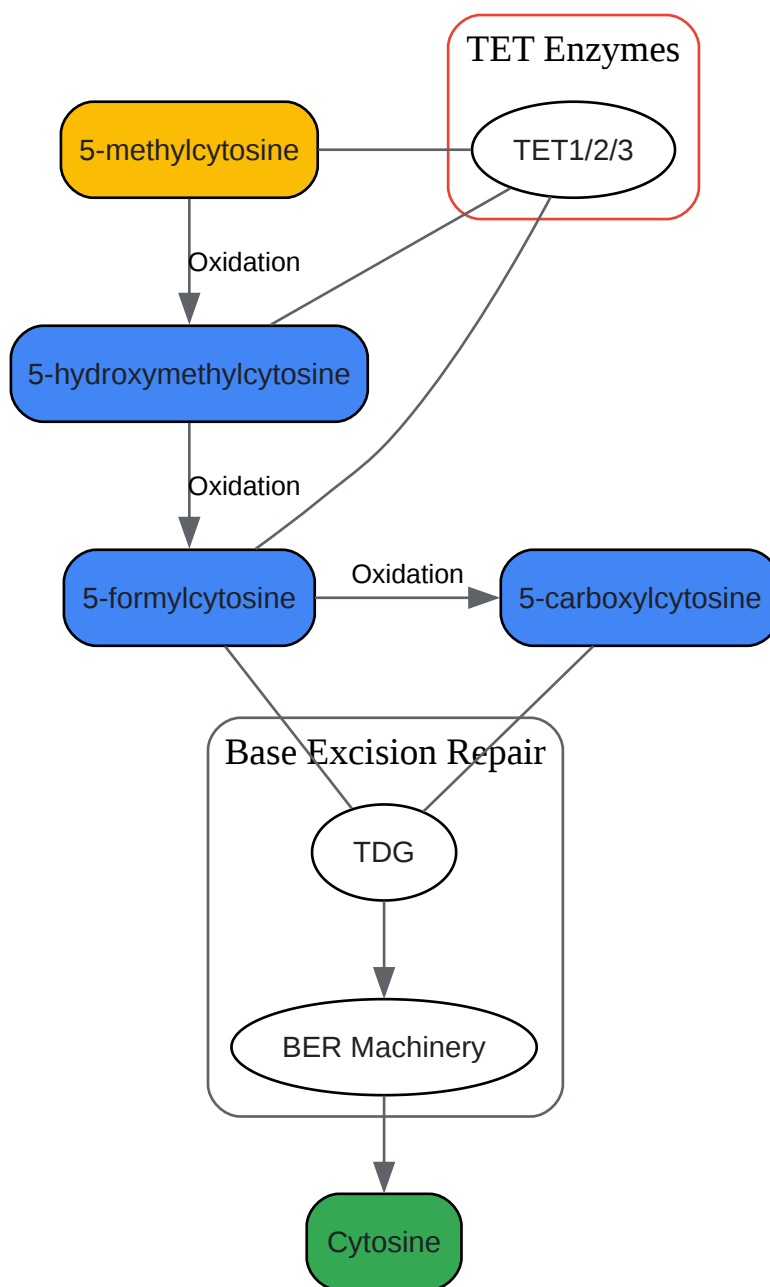 TET Enzymes
5-methylcytosine
TET1/2/3
Oxidation
5-hydroxymethylcytosine
Oxidation
5-formylcytosine
Oxidation
5-carboxylcytosine
Base Excision Repair
TDG
BER Machinery
Cytosine